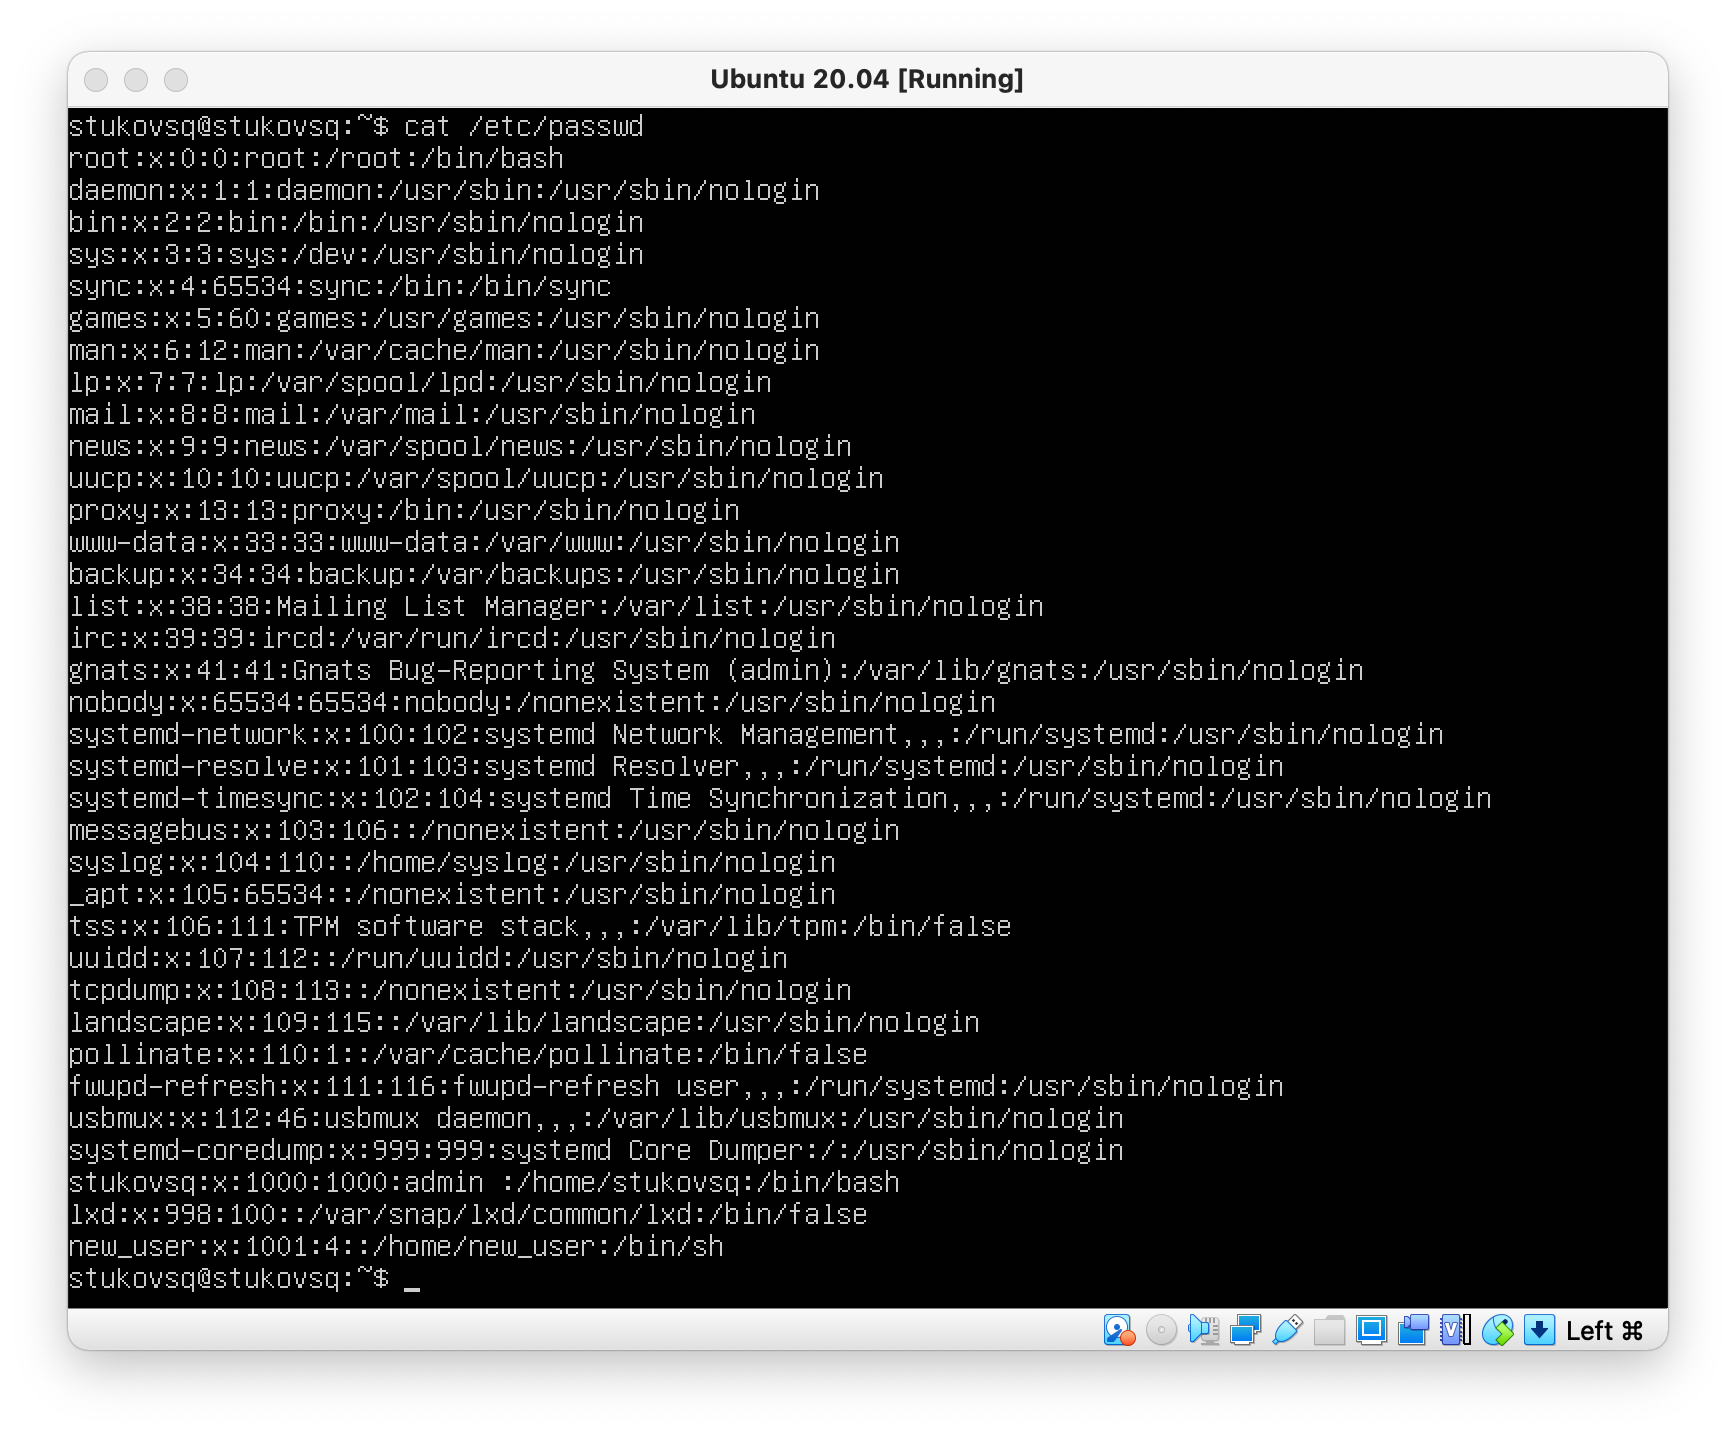 Ubuntu 20.04 [Running]
stukovsq@stukovsq:~$ cat /etc/passwd
root:x:0:0:root:/root:/bin/bash
daemon:x:1:1:daemon:/usr/sbin:/usr/sbin/nologin
bin:x:2:2:bin:/bin:/usr/sbin/nologin
sys:x:3:3:sys:/dev:/usr/sbin/nologin
sync:x:4:65534:sync:/bin:/bin/sync
games:x:5:60:games:/usr/games:/usr/sbin/nologin
man:x:6:12:man:/var/cache/man:/usr/sbin/nologin
lp:x:7:7:lp:/var/spool/lpd:/usr/sbin/nologin
mail:x:8:8:mail:/var/mail:/usr/sbin/nologin
news:x:9:9:news:/var/spool/news:/usr/sbin/nologin
uucp:x:10:10:uucp:/var/spool/uucp:/usr/sbin/nologin
proxy:x:13:13:proxy:/bin:/usr/sbin/nologin
www-data:x:33:33:www-data:/var/www:/usr/sbin/nologin
backup:x:34:34:backup:/var/backups:/usr/sbin/nologin
list:x:38:38:Mailing List Manager:/var/list:/usr/sbin/nologin
irc:x:39:39:ircd:/var/run/ircd:/usr/sbin/nologin
gnats:x:41:41:Gnats Bug-Reporting System (admin):/var/lib/gnats:/usr/sbin/nologin
nobody:x:65534:65534:nobody:/nonexistent:/usr/sbin/nologin
systemd-network:x:100:102:systemd Network Management,,,:/run/systemd:/usr/sbin/nologin
systemd-resolve:x:101:103:systemd Resolver,,,:/run/systemd:/usr/sbin/nologin
systemd-timesync:x:102:104:systemd Time Synchronization,,,:/run/systemd:/usr/sbin/nologin
messagebus:x:103:106::/nonexistent:/usr/sbin/nologin
syslog:x:104:110::/home/syslog:/usr/sbin/nologin
_apt:x:105:65534::/nonexistent:/usr/sbin/nologin
tss:x:106:111:TPM software stack,,,:/var/lib/tpm:/bin/false
uuidd:x:107:112::/run/uuidd:/usr/sbin/nologin
tcpdump:x:108:113::/nonexistent:/usr/sbin/nologin
landscape:x:109:115::/var/lib/landscape:/usr/sbin/nologin
pollinate:x:110:1::/var/cache/pollinate:/bin/false
fwupd-refresh:x:111:116:fwupd-refresh user,,,:/run/systemd:/usr/sbin/nologin
usbmux:x:112:46:usbmux daemon,,,:/var/lib/usbmux:/usr/sbin/nologin
systemd-coredump:x:999:999:systemd Core Dumper:/:/usr/sbin/nologin
stukovsq:x:1000:1000:admin :/home/stukovsq:/bin/bash
lxd:x:998:100::/var/snap/lxd/common/lxd:/bin/false
new_user:x:1001:4::/home/new_user:/bin/sh
stukovsq@stukovsq:~$ _
Left ⌘